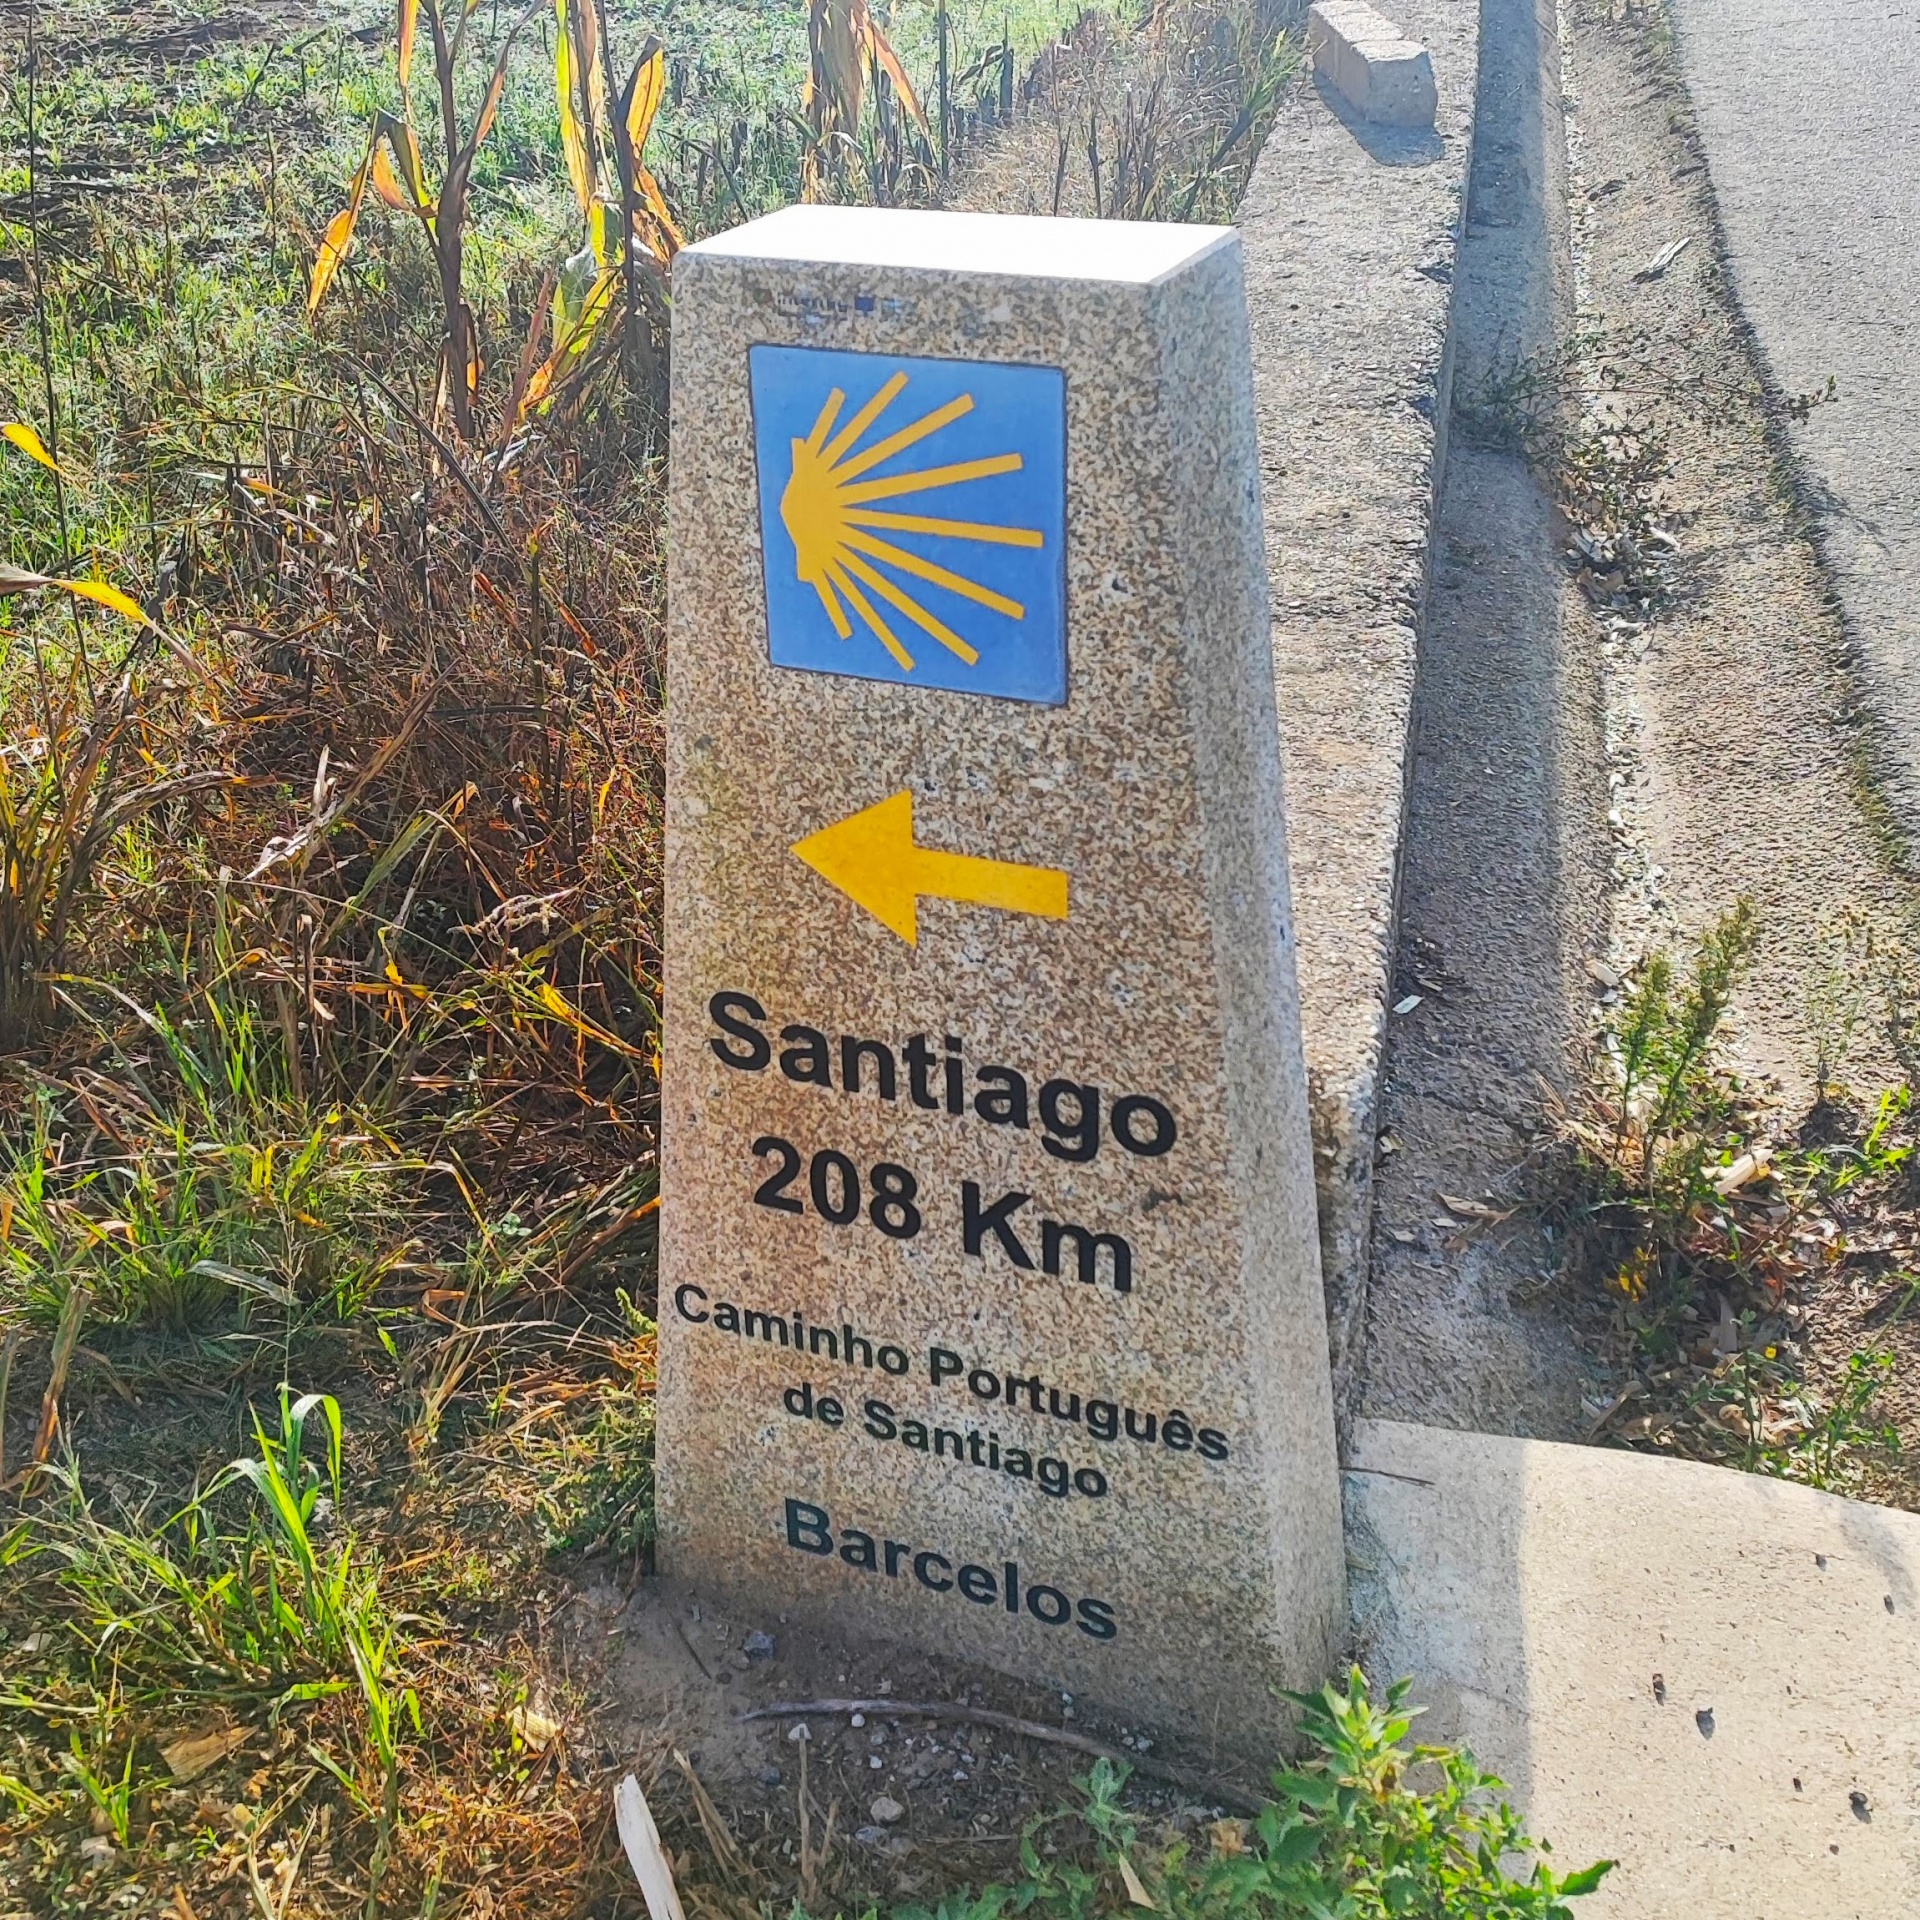 Santiago
208 Km
Caminho Português
de Santiago
Barcelos